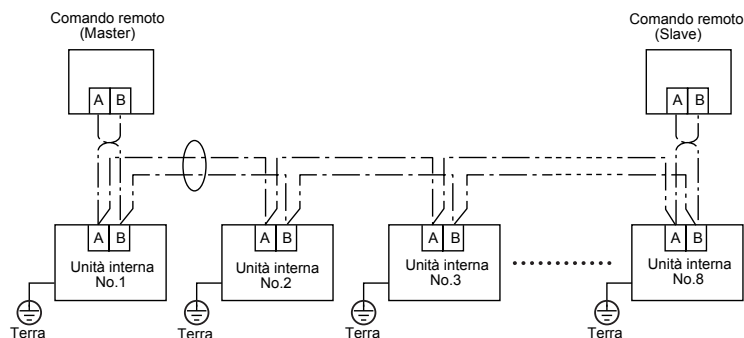 Comando remoto
(Master)
Comando remoto
(Slave)
A B
A B
A B
A B
A B
A B
Unità interna
No.1
Unità interna
No.2
Unità interna
No.3
Unità interna
No.8
Terra
Terra
Terra
Terra